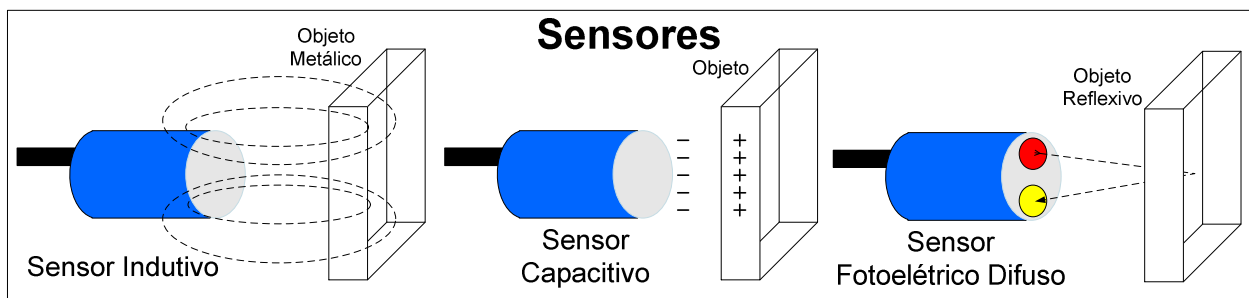 Sensores
Objeto
Metálico
Sensor Indutivo
Objeto
- +
- +
- +
- +
- +
Sensor
Capacitivo
Objeto
Reflexivo
Sensor
Fotoelétrico Difuso